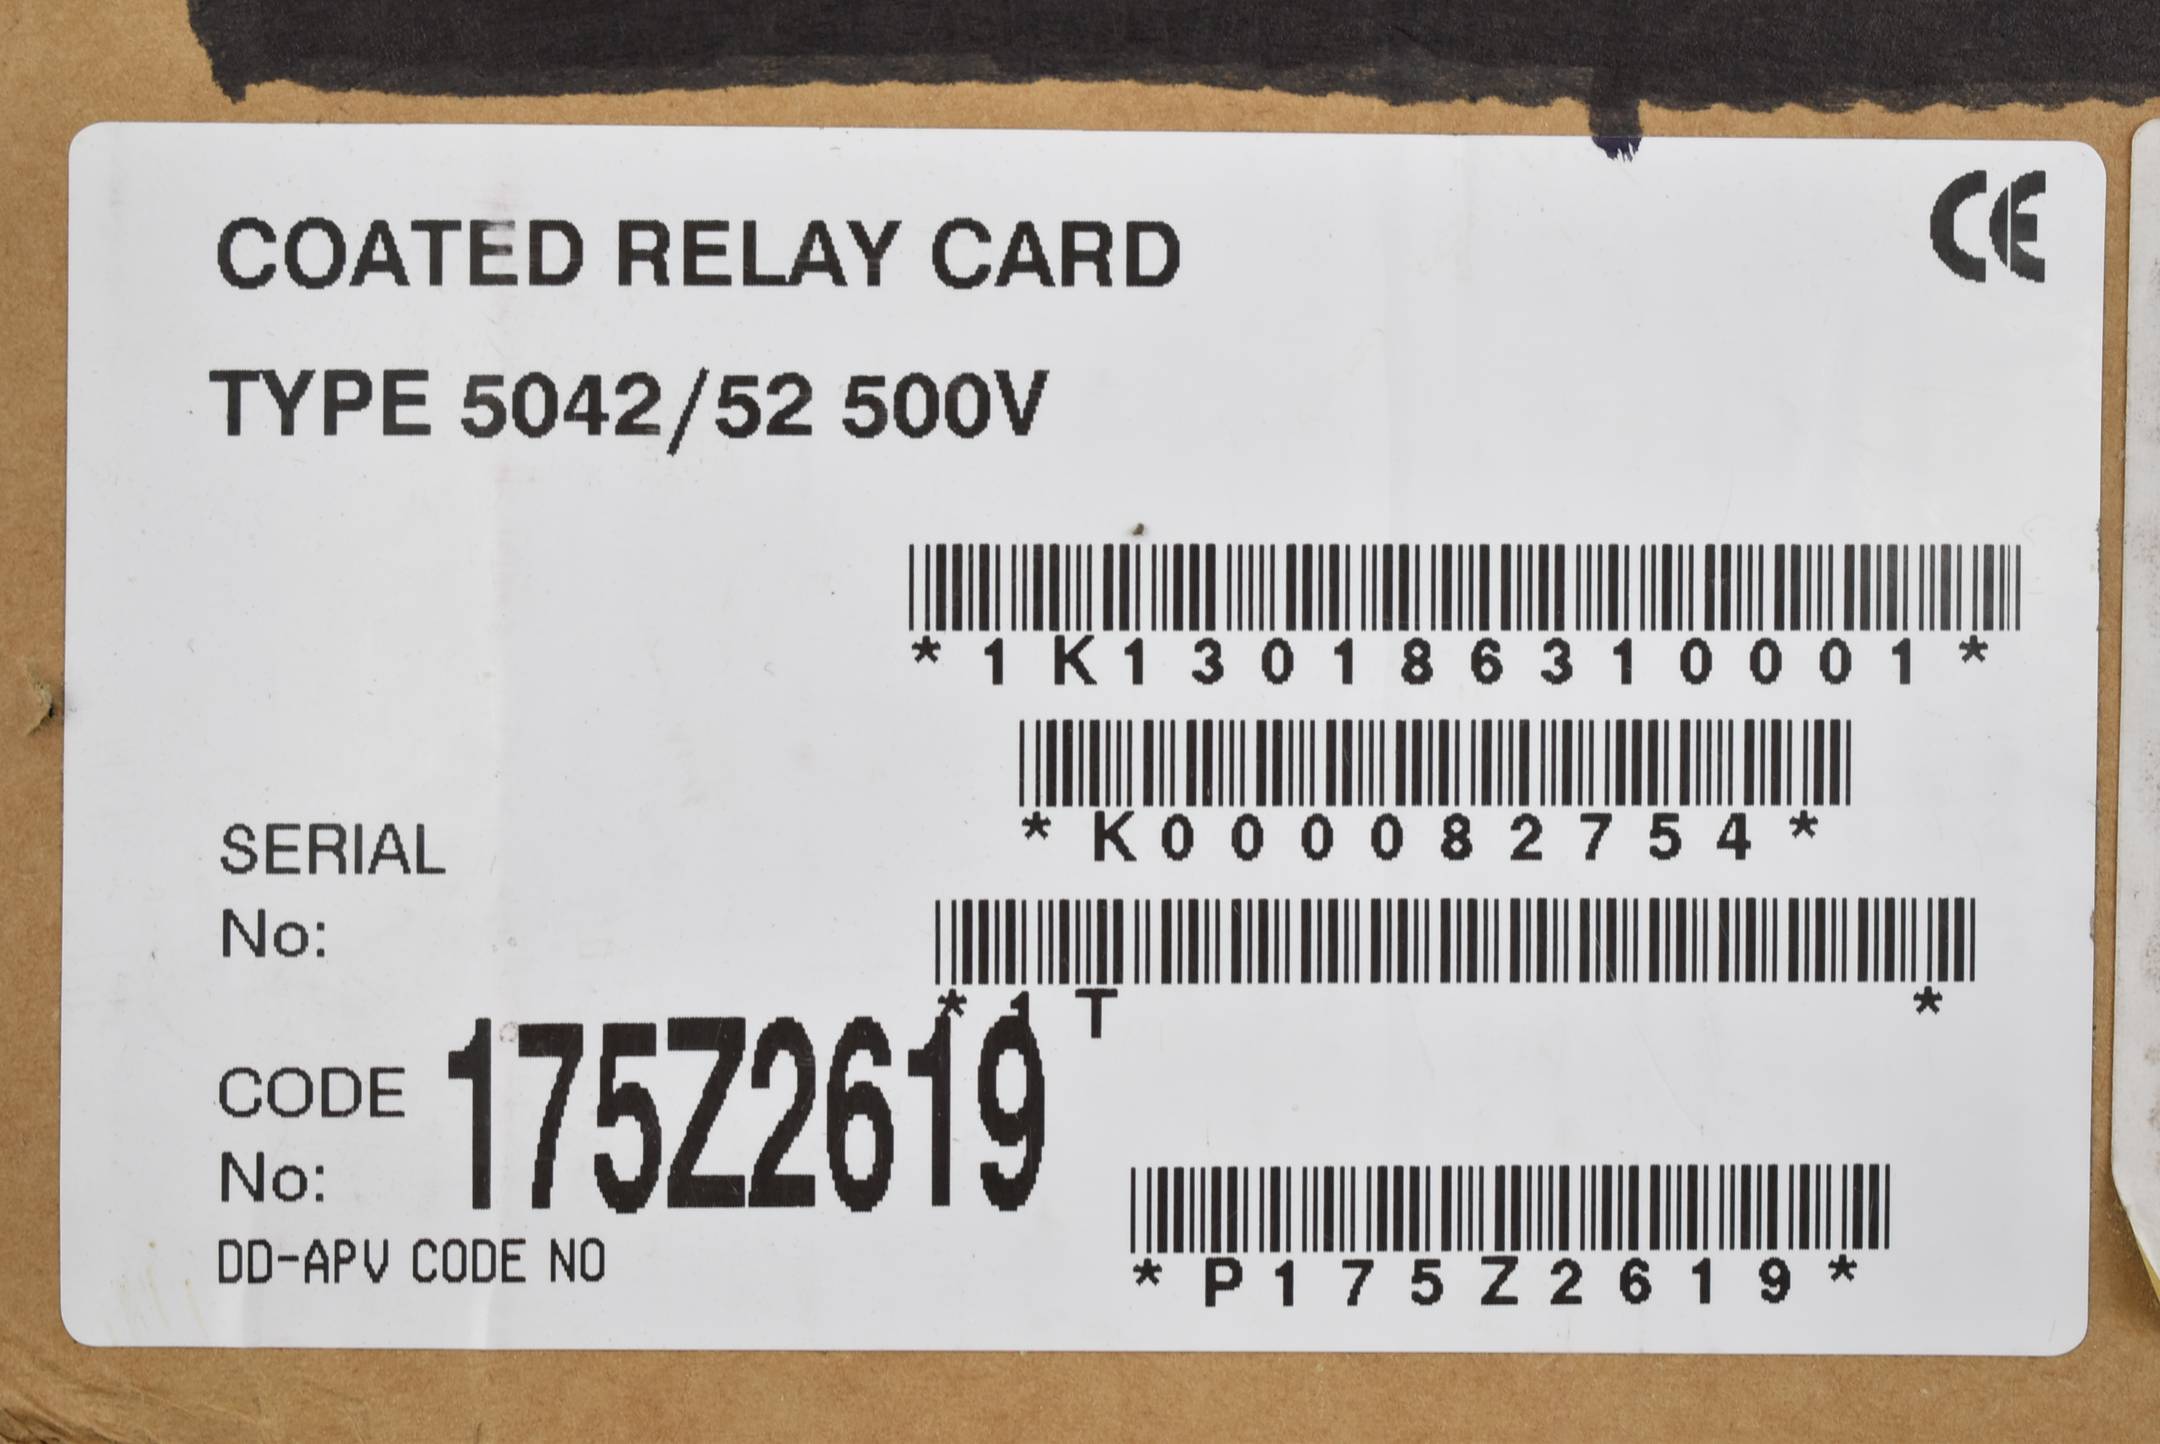 CE
COATED RELAY CARD
TYPE 5042/52 500V
*1K130186310001*
*K000082754*
SERIAL
No:
*1T *
CODE
No:
175Z2619
DD-APV CODE NO
*P175Z2619*